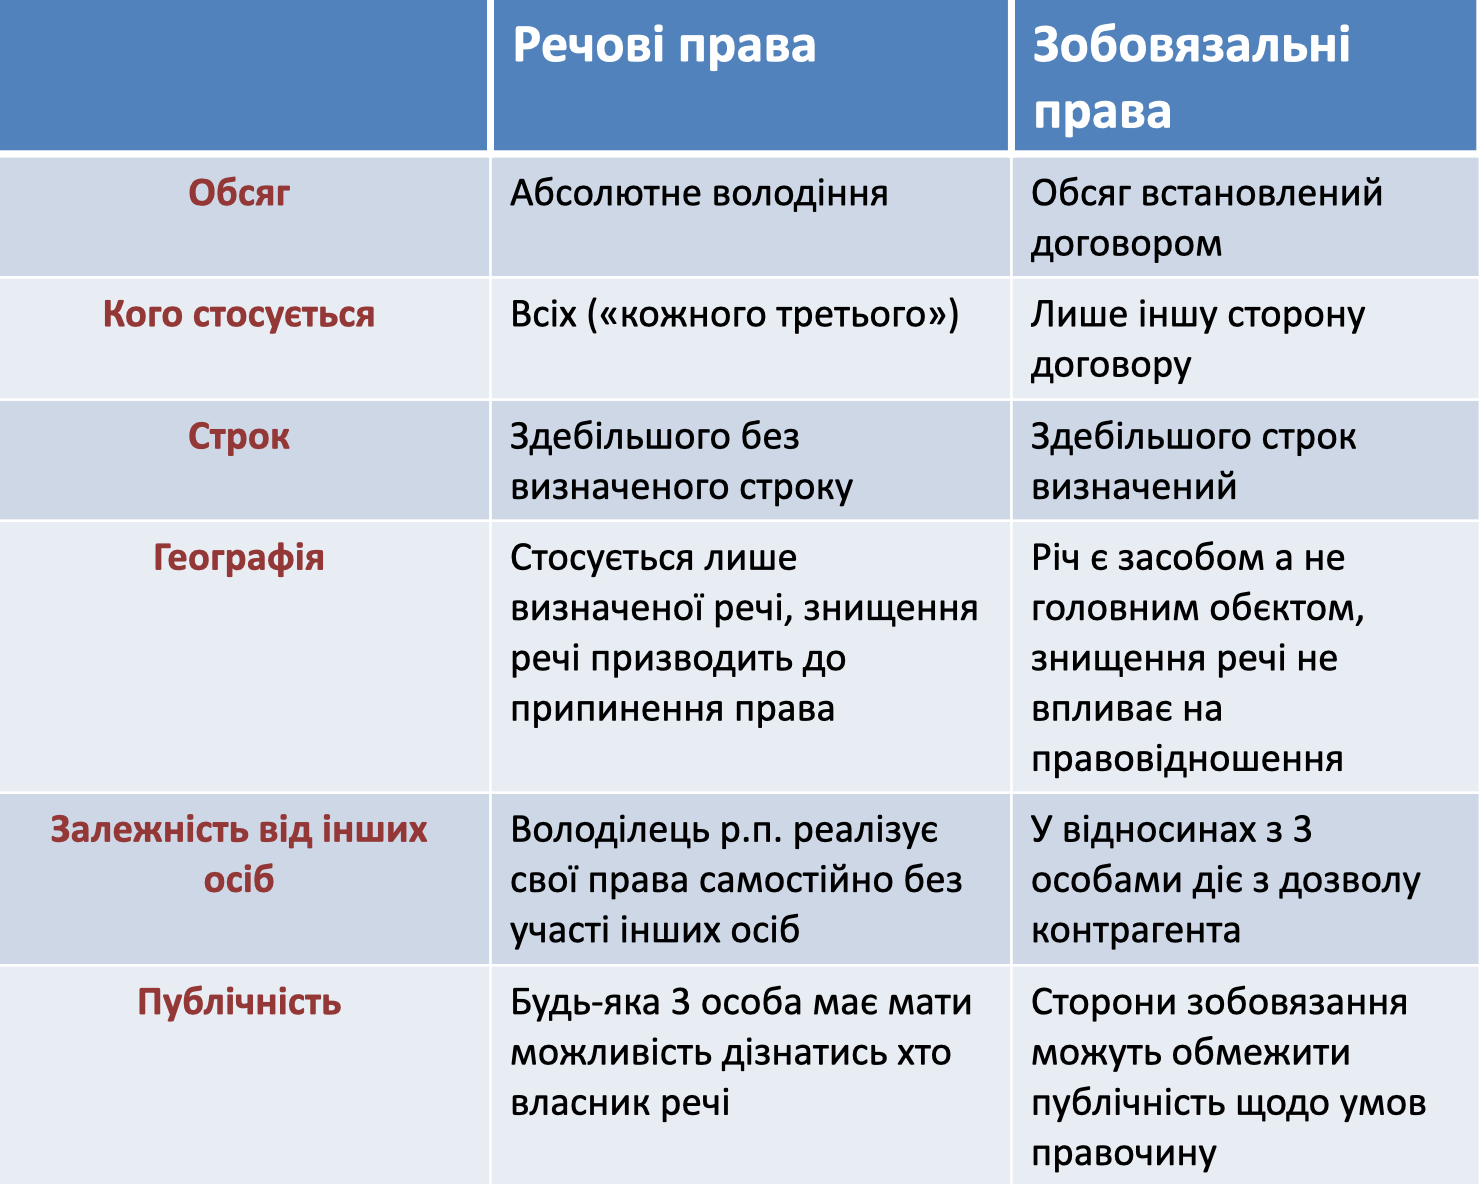 Речові права
Зобовязальні
права
Обсяг
Абсолютне володіння
Обсяг встановлений
договором
Кого стосується
Всіх («кожного третього»)
Лише іншу сторону
договору
Строк
Здебільшого без
визначеного строку
Здебільшого строк
визначений
Географія
Стосується лише
визначеної речі, знищення
речі призводить до
припинення права
Річ є засобом а не
головним обєктом,
знищення речі не
впливає на
правовідношення
Залежність від інших
осіб
Володілець р.п. реалізує
свої права самостійно без
участі інших осіб
У відносинах з 3
особами діє з дозволу
контрагента
Публічність
Будь-яка 3 особа має мати
можливість дізнатись хто
власник речі
Сторони зобовязання
можуть обмежити
публічність щодо умов
правочину